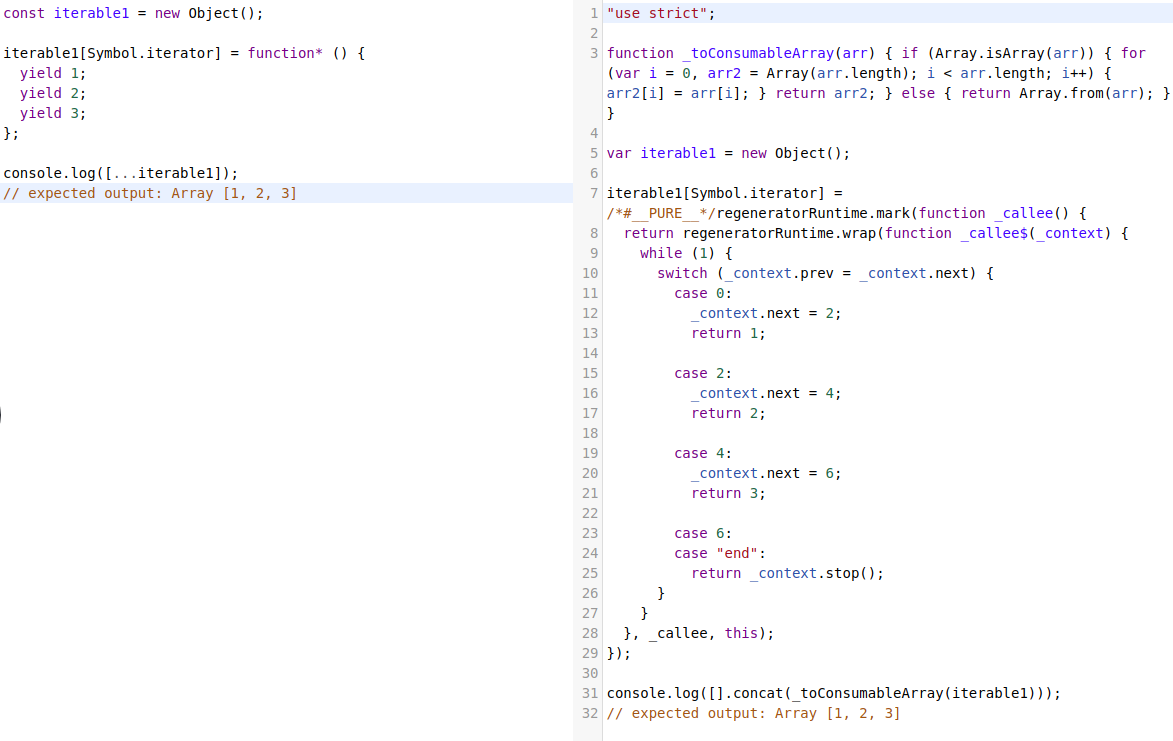 const iterable1 = new Object();

iterable1[Symbol.iterator] = function* () {
  yield 1;
  yield 2;
  yield 3;
};

console.log([...iterable1]);
// expected output: Array [1, 2, 3]

1 "use strict";
2
3 function _toConsumableArray(arr) { if (Array.isArray(arr)) { for
(var i = 0, arr2 = Array(arr.length); i < arr.length; i++) {
arr2[i] = arr[i]; } return arr2; } else { return Array.from(arr); }
}
4
5 var iterable1 = new Object();
6
7 iterable1[Symbol.iterator] =
/*#__PURE__*/regeneratorRuntime.mark(function _callee() {
8   return regeneratorRuntime.wrap(function _callee$(_context) {
9     while (1) {
10       switch (_context.prev = _context.next) {
11         case 0:
12           _context.next = 2;
13           return 1;
14
15         case 2:
16           _context.next = 4;
17           return 2;
18
19         case 4:
20           _context.next = 6;
21           return 3;
22
23         case 6:
24         case "end":
25           return _context.stop();
26       }
27     }
28   }, _callee, this);
29 });
30
31 console.log([].concat(_toConsumableArray(iterable1)));
32 // expected output: Array [1, 2, 3]